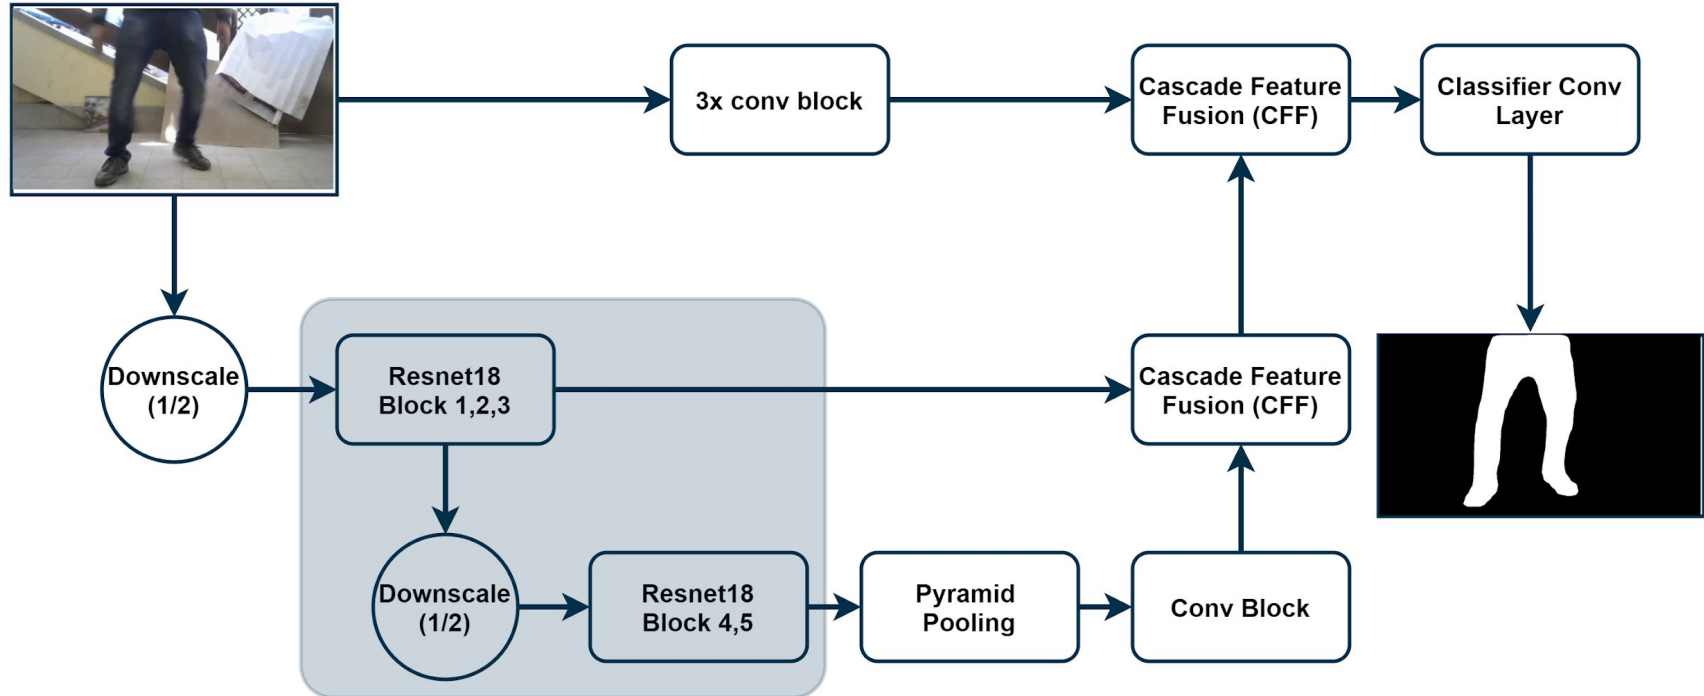 3x conv block
Cascade Feature
Fusion (CFF)
Classifier Conv
Layer
Downscale
(1/2)
Resnet18
Block 1,2,3
Cascade Feature
Fusion (CFF)
Downscale
(1/2)
Resnet18
Block 4,5
Pyramid
Pooling
Conv Block